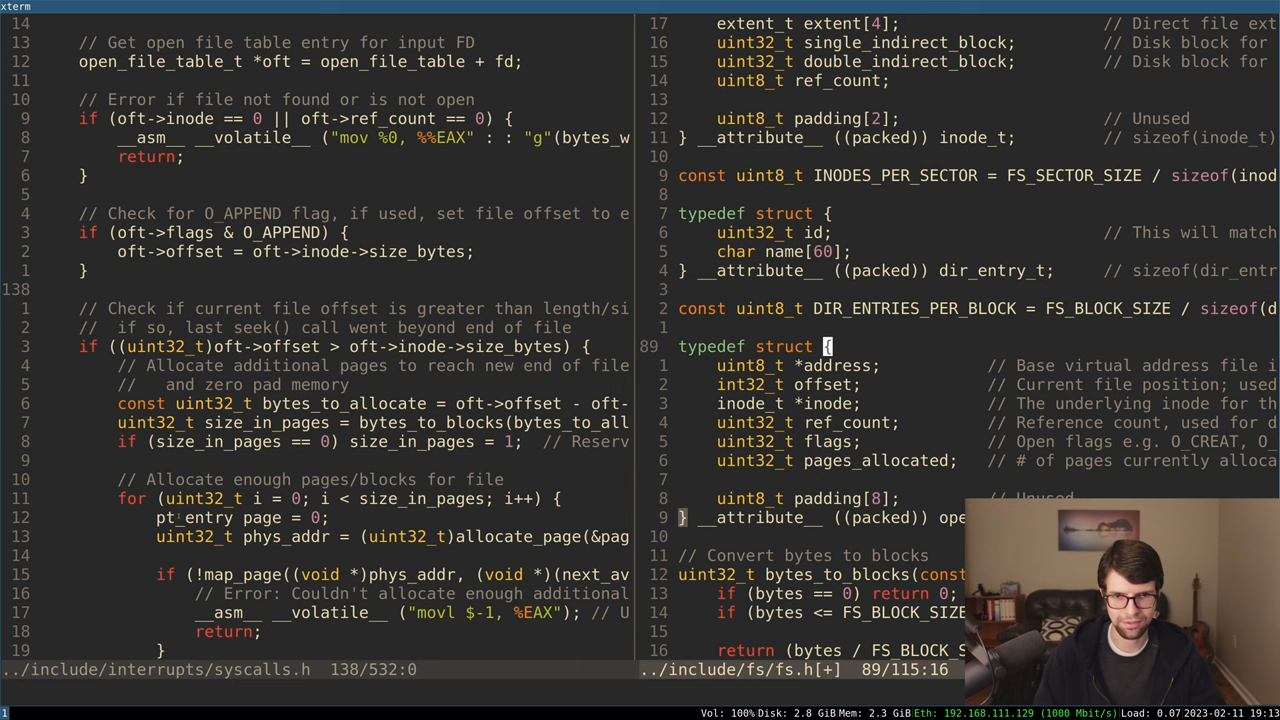 xterm
14
13 // Get open file table entry for input FD
12 open_file_table_t *oft = open_file_table + fd;
11
10 // Error if file not found or is not open
9 if (oft->inode == 0 || oft->ref_count == 0) {
8 __asm__ __volatile__ ("mov %0, %%EAX" : : "g"(bytes_w
7 return;
6 }
5
4 // Check for O_APPEND flag, if used, set file offset to e
3 if (oft->flags & O_APPEND) {
2 oft->offset = oft->inode->size_bytes;
1 }
138
1 // Check if current file offset is greater than length/si
2 // if so, last seek() call went beyond end of file
3 if ((uint32_t)oft->offset > oft->inode->size_bytes) {
4 // Allocate additional pages to reach new end of file
5 // and zero pad memory
6 const uint32_t bytes_to_allocate = oft->offset - oft-
7 uint32_t size_in_pages = bytes_to_blocks(bytes_to_all
8 if (size_in_pages == 0) size_in_pages = 1; // Reserv
9
10 // Allocate enough pages/blocks for file
11 for (uint32_t i = 0; i < size_in_pages; i++) {
12 pt_entry page = 0;
13 uint32_t phys_addr = (uint32_t)allocate_page(&pag
14
15 if (!map_page((void *)phys_addr, (void *)(next_av
16 // Error: Couldn't allocate enough additional
17 __asm__ __volatile__ ("movl $-1, %EAX"); // U
18 return;
19 }
../include/interrupts/syscalls.h 138/532:0
17 extent_t extent[4]; // Direct file ext
16 uint32_t single_indirect_block; // Disk block for
15 uint32_t double_indirect_block; // Disk block for
14 uint8_t ref_count;
13
12 uint8_t padding[2]; // Unused
11 } __attribute__ ((packed)) inode_t; // sizeof(inode_t)
10
9 const uint8_t INODES_PER_SECTOR = FS_SECTOR_SIZE / sizeof(inod
8
7 typedef struct {
6 uint32_t id; // This will match
5 char name[60];
4 } __attribute__ ((packed)) dir_entry_t; // sizeof(dir_entr
3
2 const uint8_t DIR_ENTRIES_PER_BLOCK = FS_BLOCK_SIZE / sizeof(d
1
89 typedef struct {
1 uint8_t *address; // Base virtual address file i
2 int32_t offset; // Current file position; used
3 inode_t *inode; // The underlying inode for th
4 uint32_t ref_count; // Reference count, used for d
5 uint32_t flags; // Open flags e.g. O_CREAT, O_
6 uint32_t pages_allocated; // # of pages currently alloca
7
8 uint8_t padding[8]; // Unused
9 } __attribute__ ((packed)) ope
10
11 // Convert bytes to blocks
12 uint32_t bytes_to_blocks(const
13 if (bytes == 0) return 0;
14 if (bytes <= FS_BLOCK_SIZE
15
16 return (bytes / FS_BLOCK_S
../include/fs/fs.h[+] 89/115:16
1 Vol: 100% Disk: 2.8 GiB Mem: 2.3 GiB Eth: 192.168.111.129 (1000 Mbit/s) Load: 0.07 2023-02-11 19:13